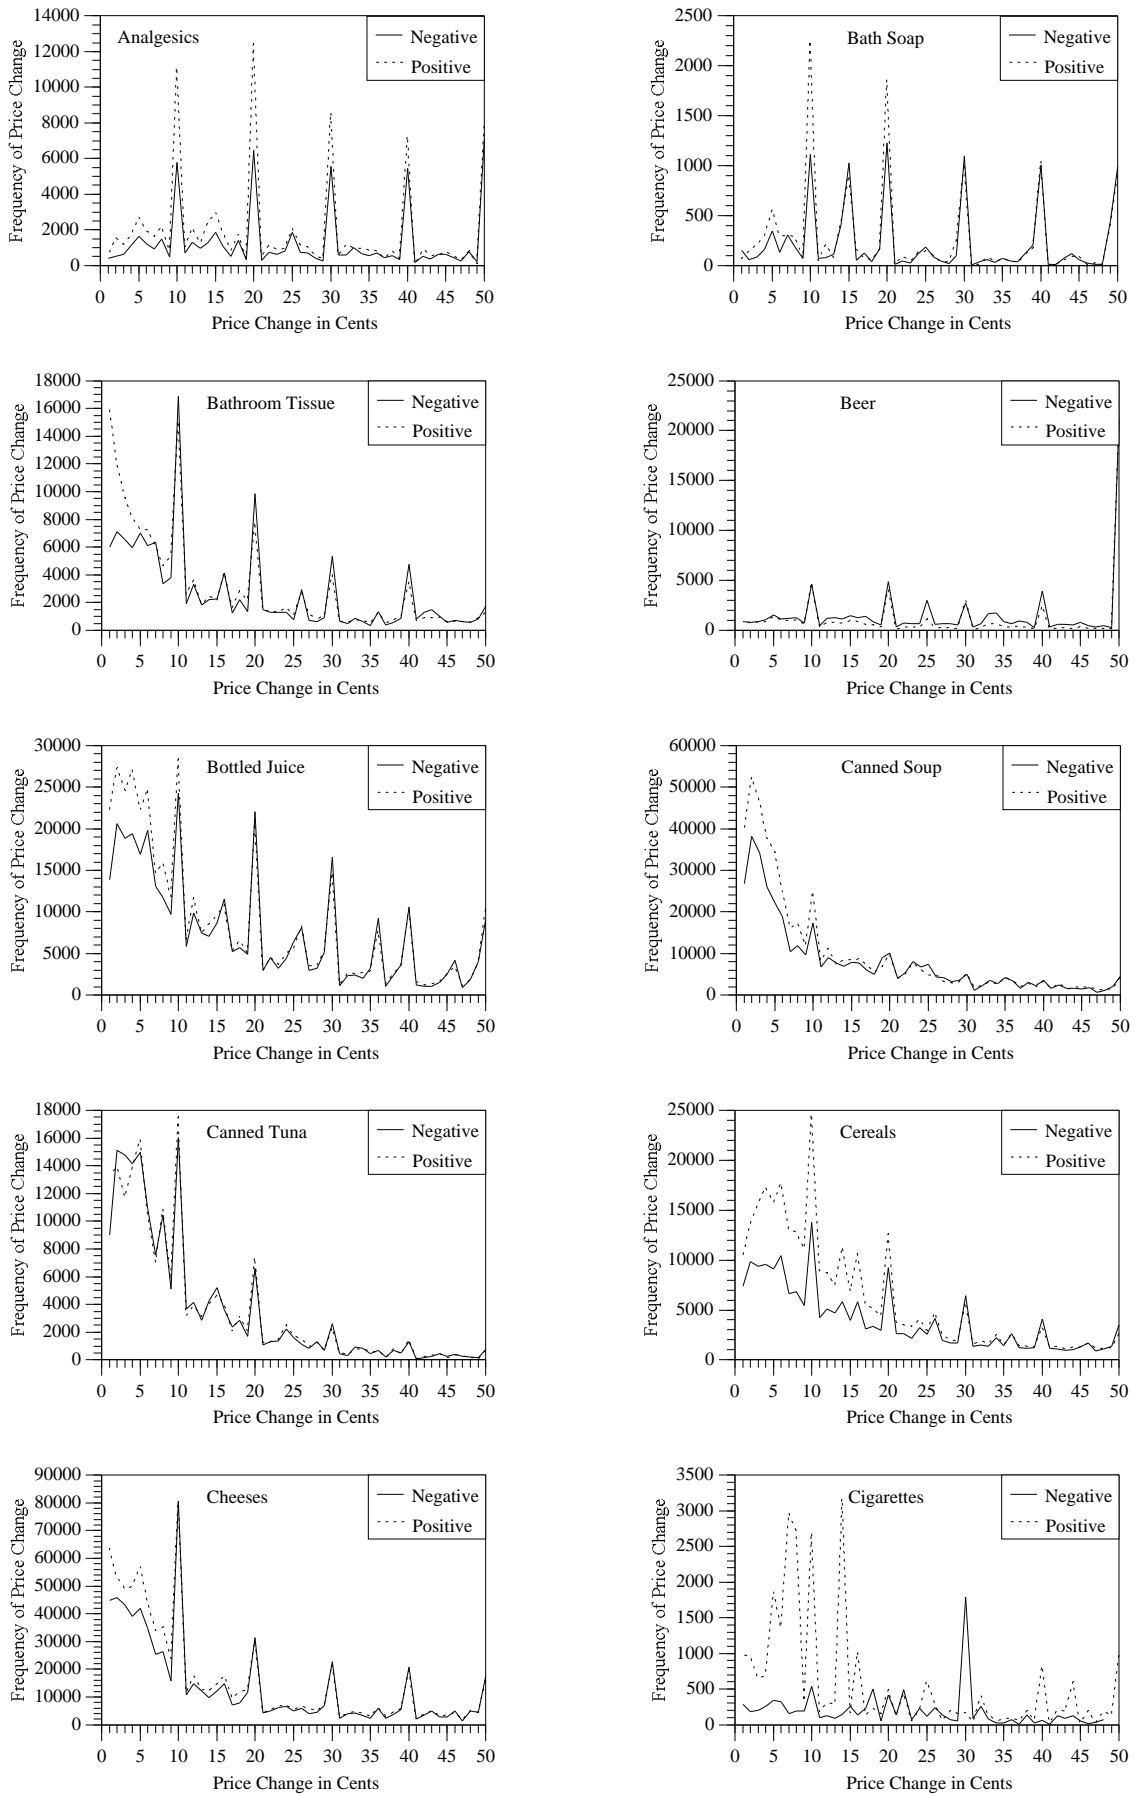 Analgesics
Negative
Positive
Frequency of Price Change
14000
12000
10000
8000
6000
4000
2000
0
0 5 10 15 20 25 30 35 40 45 50
Price Change in Cents
Bath Soap
Negative
Positive
Frequency of Price Change
2500
2000
1500
1000
500
0
0 5 10 15 20 25 30 35 40 45 50
Price Change in Cents
Bathroom Tissue
Negative
Positive
Frequency of Price Change
18000
16000
14000
12000
10000
8000
6000
4000
2000
0
0 5 10 15 20 25 30 35 40 45 50
Price Change in Cents
Beer
Negative
Positive
Frequency of Price Change
25000
20000
15000
10000
5000
0
0 5 10 15 20 25 30 35 40 45 50
Price Change in Cents
Bottled Juice
Negative
Positive
Frequency of Price Change
30000
25000
20000
15000
10000
5000
0
0 5 10 15 20 25 30 35 40 45 50
Price Change in Cents
Canned Soup
Negative
Positive
Frequency of Price Change
60000
50000
40000
30000
20000
10000
0
0 5 10 15 20 25 30 35 40 45 50
Price Change in Cents
Canned Tuna
Negative
Positive
Frequency of Price Change
18000
16000
14000
12000
10000
8000
6000
4000
2000
0
0 5 10 15 20 25 30 35 40 45 50
Price Change in Cents
Cereals
Negative
Positive
Frequency of Price Change
25000
20000
15000
10000
5000
0
0 5 10 15 20 25 30 35 40 45 50
Price Change in Cents
Cheeses
Negative
Positive
Frequency of Price Change
90000
80000
70000
60000
50000
40000
30000
20000
10000
0
0 5 10 15 20 25 30 35 40 45 50
Price Change in Cents
Cigarettes
Negative
Positive
Frequency of Price Change
3500
3000
2500
2000
1500
1000
500
0
0 5 10 15 20 25 30 35 40 45 50
Price Change in Cents